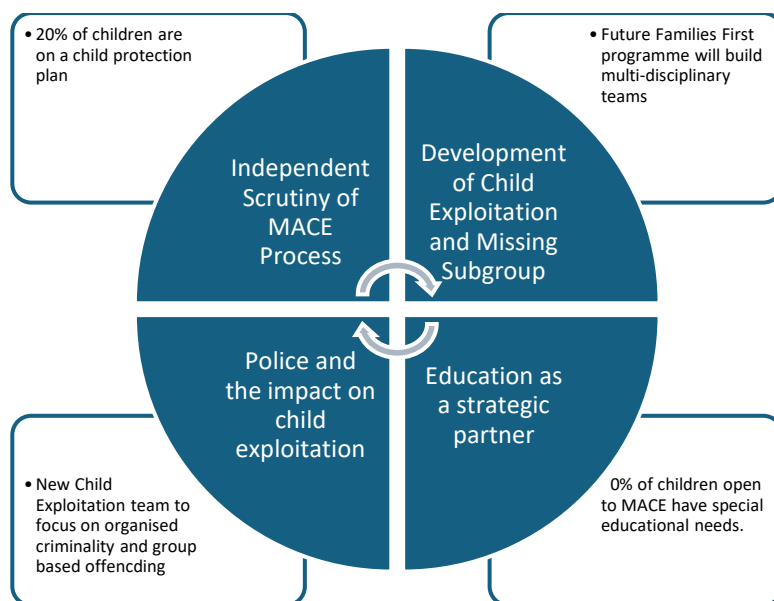 • 20% of children are
on a child protection
plan
• Future Families First
programme will build
multi-disciplinary
teams
Independent
Scrutiny of
MACE
Process
Development
of Child
Exploitation
and Missing
Subgroup
Police and
the impact on
child
exploitation
Education as
a strategic
partner
• New Child
Exploitation team to
focus on organised
criminality and group
based offencding
0% of children open
to MACE have special
educational needs.